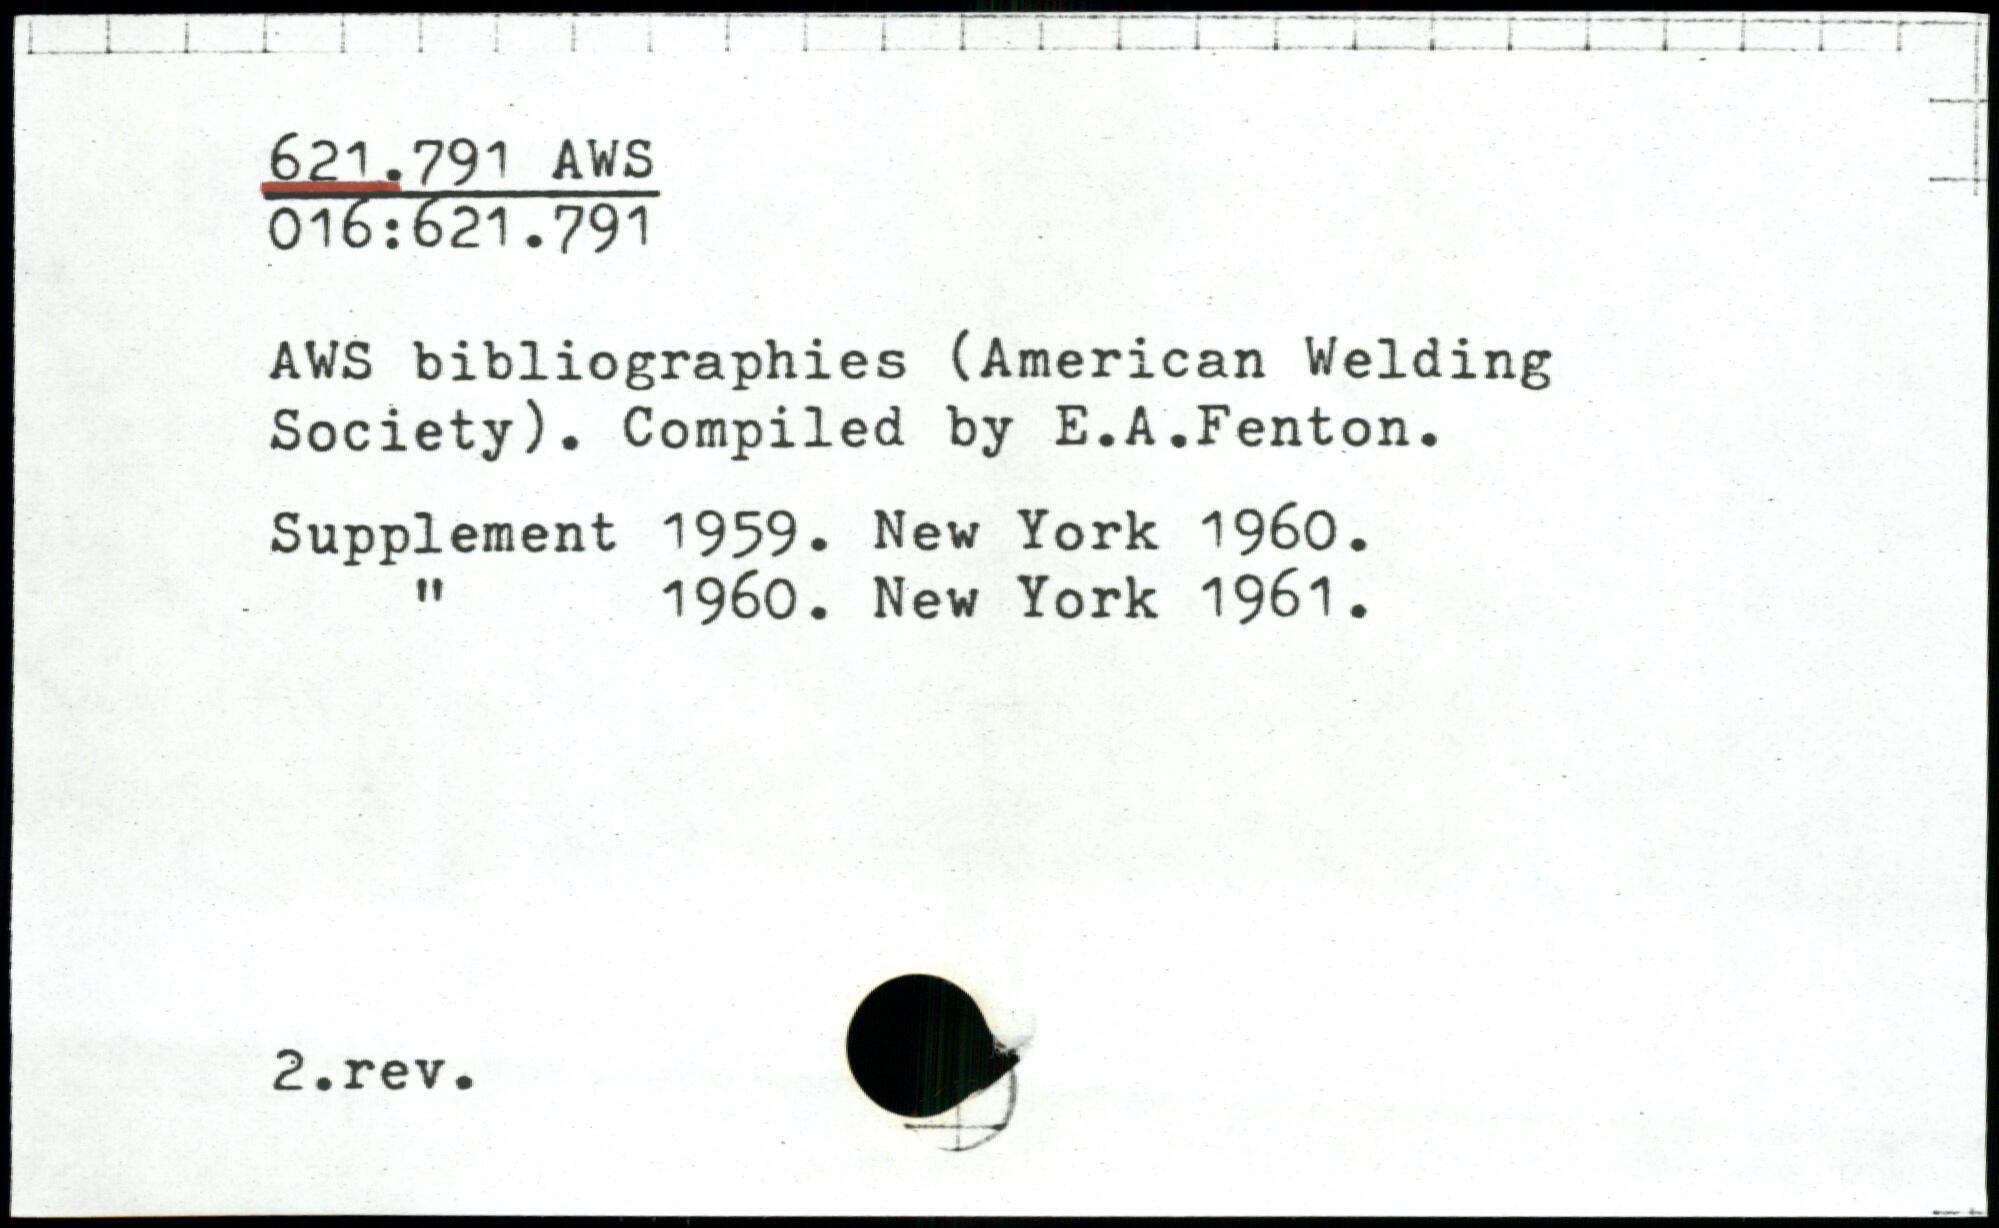 621.791 AWS
016:621.791
AWS bibliographies (American Welding
Society). Compiled by E.A.Fenton.
Supplement 1959. New York 1960.
" 1960. New York 1961.
2.rev.